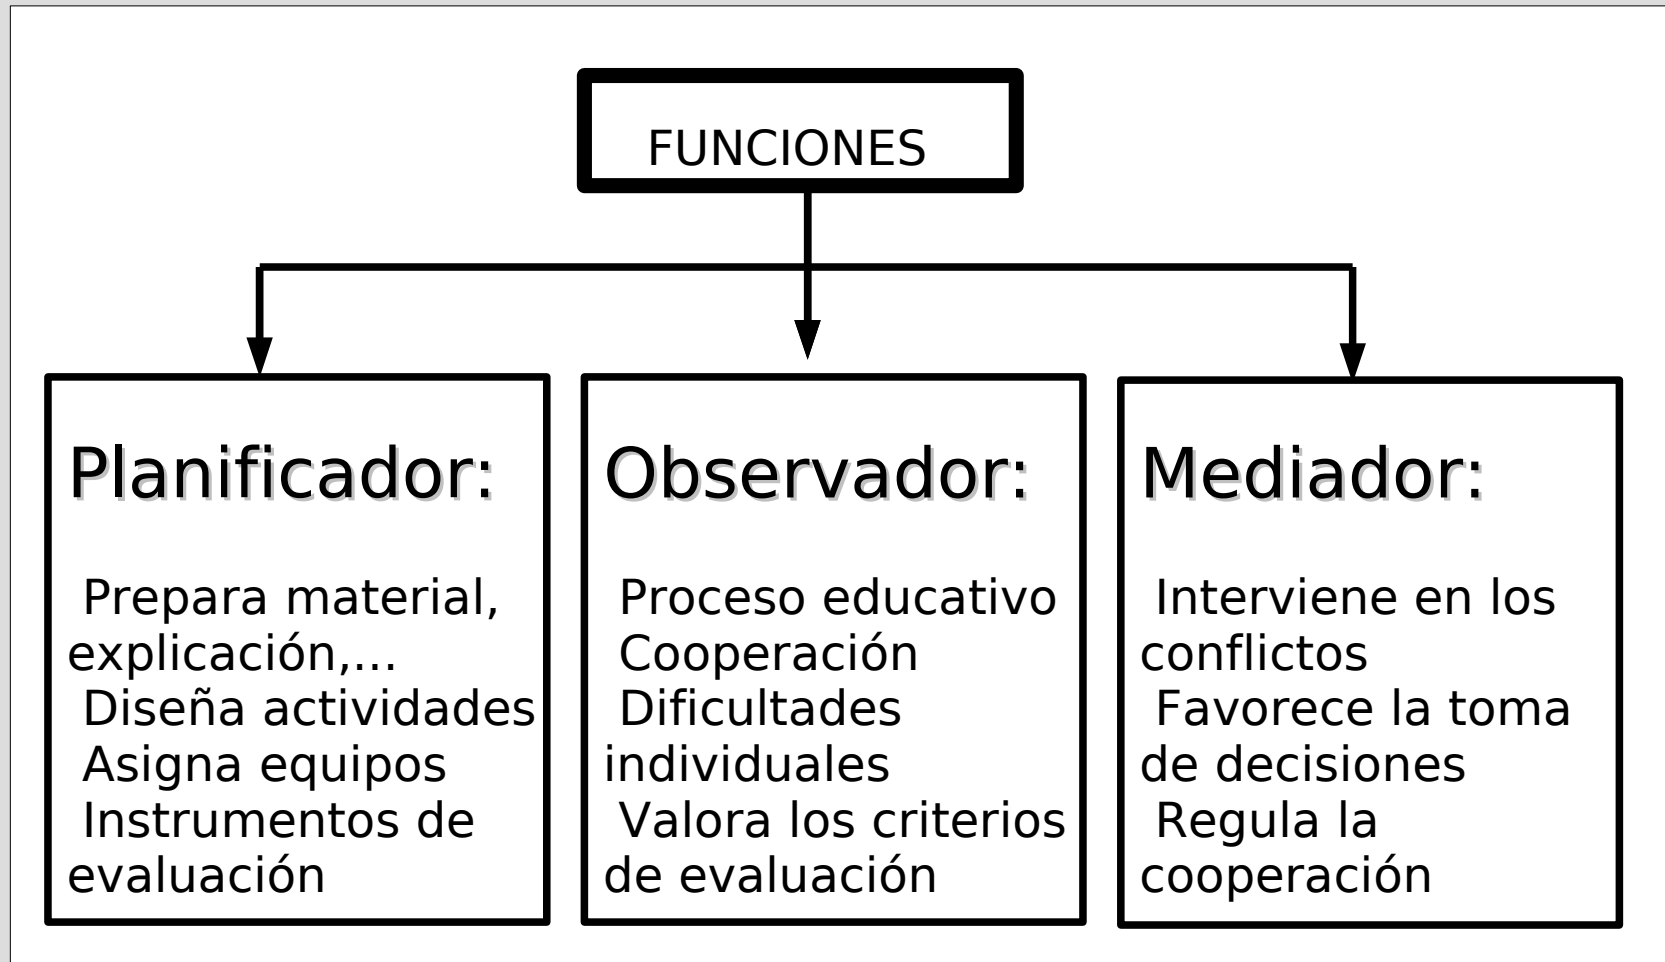 FUNCIONES
Planificador:
Prepara material,
explicación,...
Diseña actividades
Asigna equipos
Instrumentos de
evaluación
Observador:
Proceso educativo
Cooperación
Dificultades
individuales
Valora los criterios
de evaluación
Mediador:
Interviene en los
conflictos
Favorece la toma
de decisiones
Regula la
cooperación